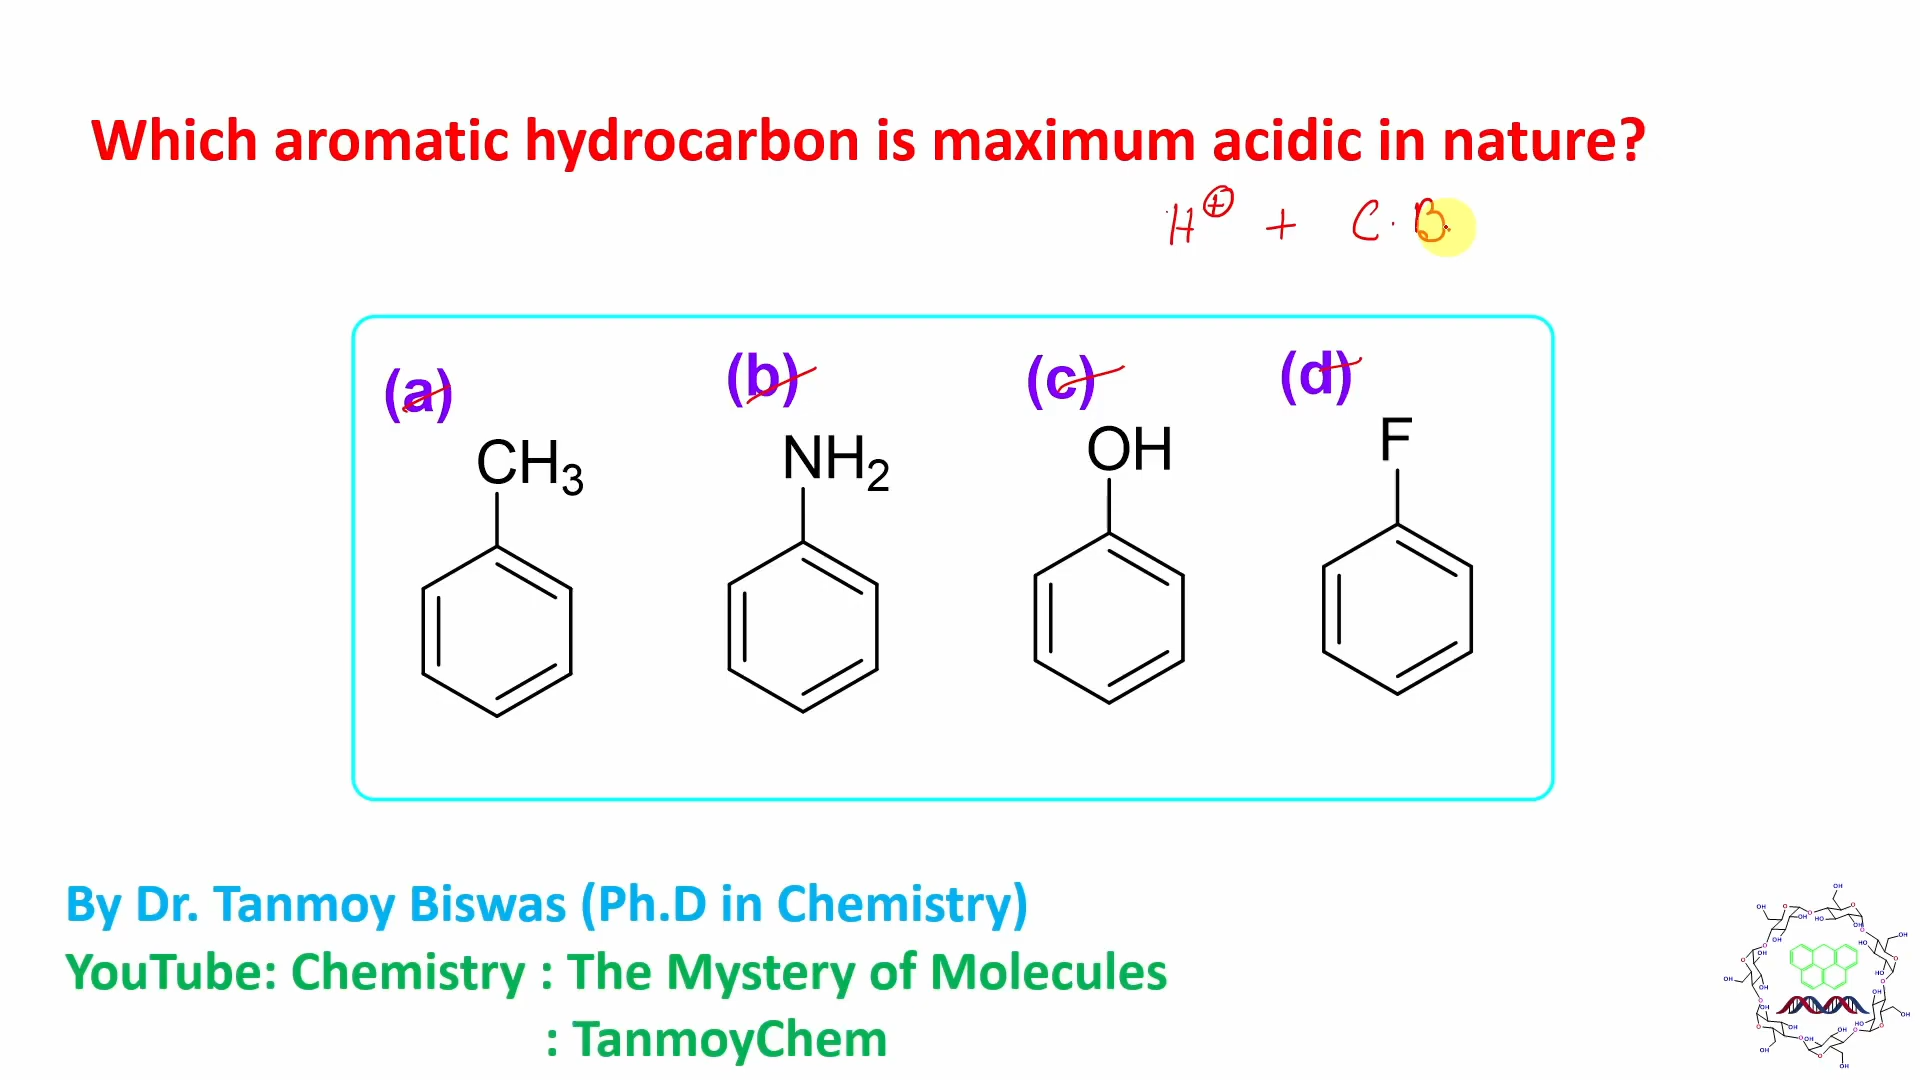 Which aromatic hydrocarbon is maximum acidic in nature?
H⊕ + C.B.
(a) (b) (c) (d)
CH3 NH2 OH F
By Dr. Tanmoy Biswas (Ph.D in Chemistry)
YouTube: Chemistry : The Mystery of Molecules
: TanmoyChem